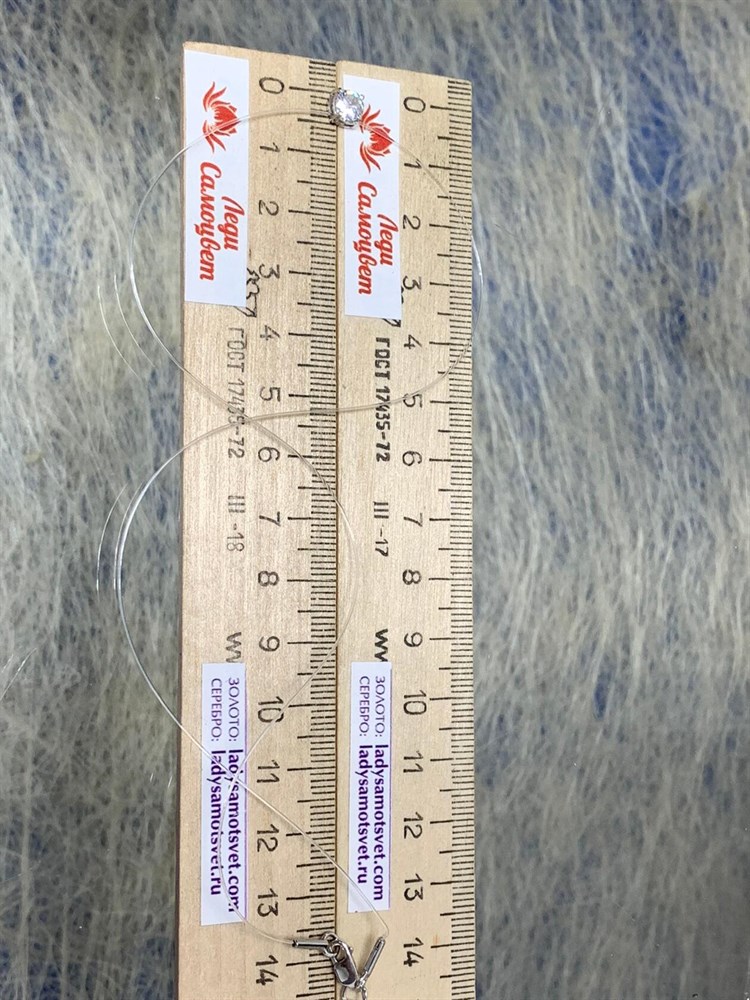 Леди
Самоцвет
0 1 2 3 4 5 6 7 8 9 10 11 12 13 14
ГОСТ 17435-72 III -18
ЗОЛОТО: ladysamotsvet.com
СЕРЕБРО: ladysamotsvet.ru
Леди
Самоцвет
0 1 2 3 4 5 6 7 8 9 10 11 12 13 14
ГОСТ 17435-72 III -17
ЗОЛОТО: ladysamotsvet.com
СЕРЕБРО: ladysamotsvet.ru